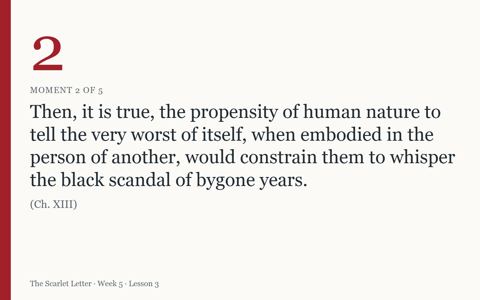 2
MOMENT 2 OF 5
Then, it is true, the propensity of human nature to
tell the very worst of itself, when embodied in the
person of another, would constrain them to whisper
the black scandal of bygone years.
(Ch. XIII)
The Scarlet Letter · Week 5 · Lesson 3